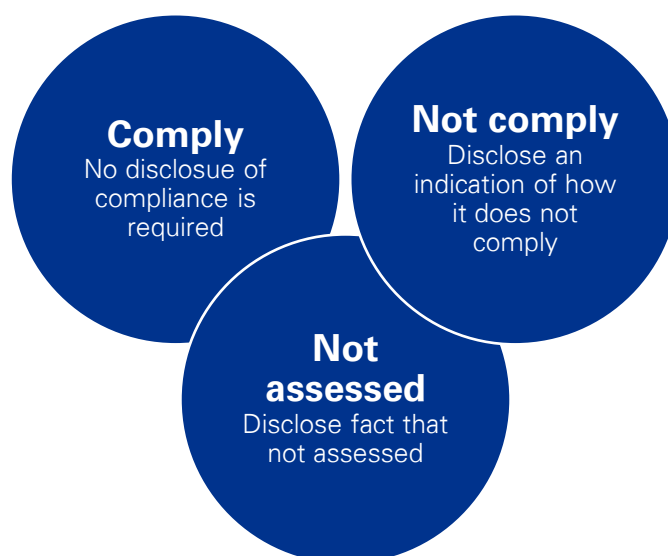 Comply
No disclosue of
compliance is
required
Not comply
Disclose an
indication of how
it does not
comply
Not
assessed
Disclose fact that
not assessed